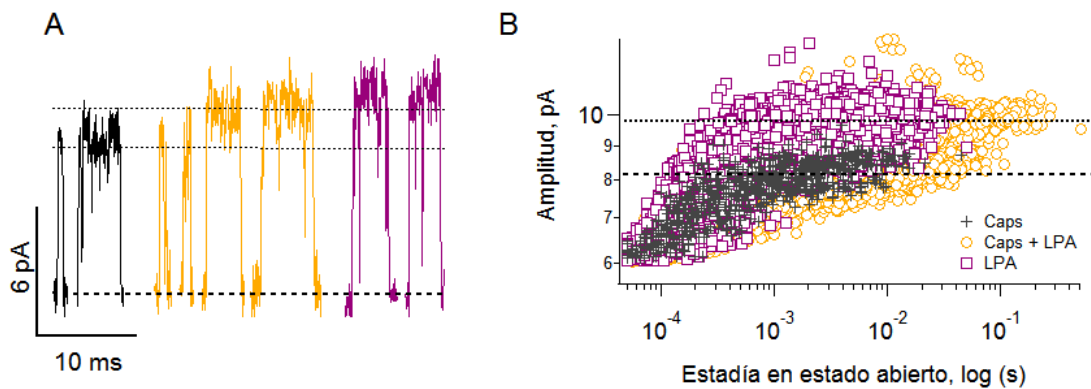 A
6 pA
10 ms
B
Amplitud, pA
10
9
8
7
6
Caps
Caps + LPA
LPA
10⁻⁴
10⁻³
10⁻²
10⁻¹
Estadía en estado abierto, log (s)